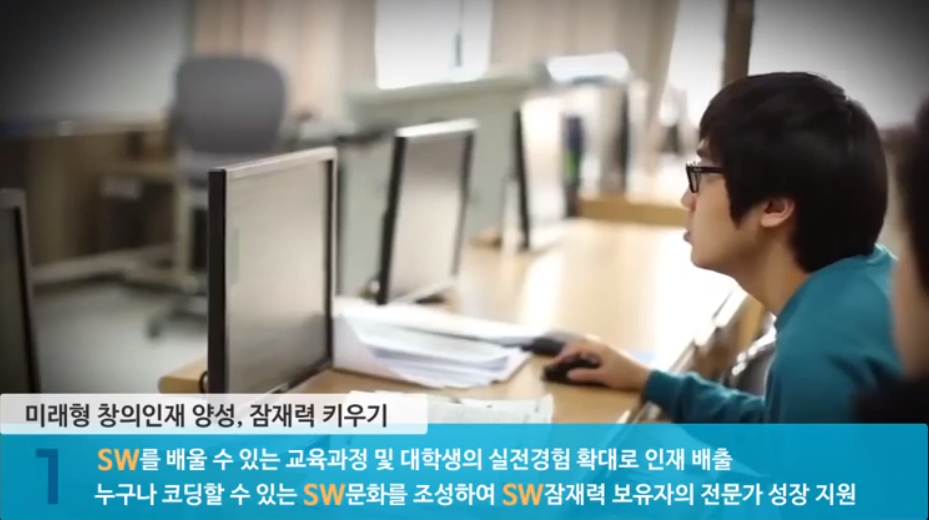 미래형 창의인재 양성, 잠재력 키우기
1
SW를 배울 수 있는 교육과정 및 대학생의 실전경험 확대로 인재 배출
누구나 코딩할 수 있는 SW문화를 조성하여 SW잠재력 보유자의 전문가 성장 지원